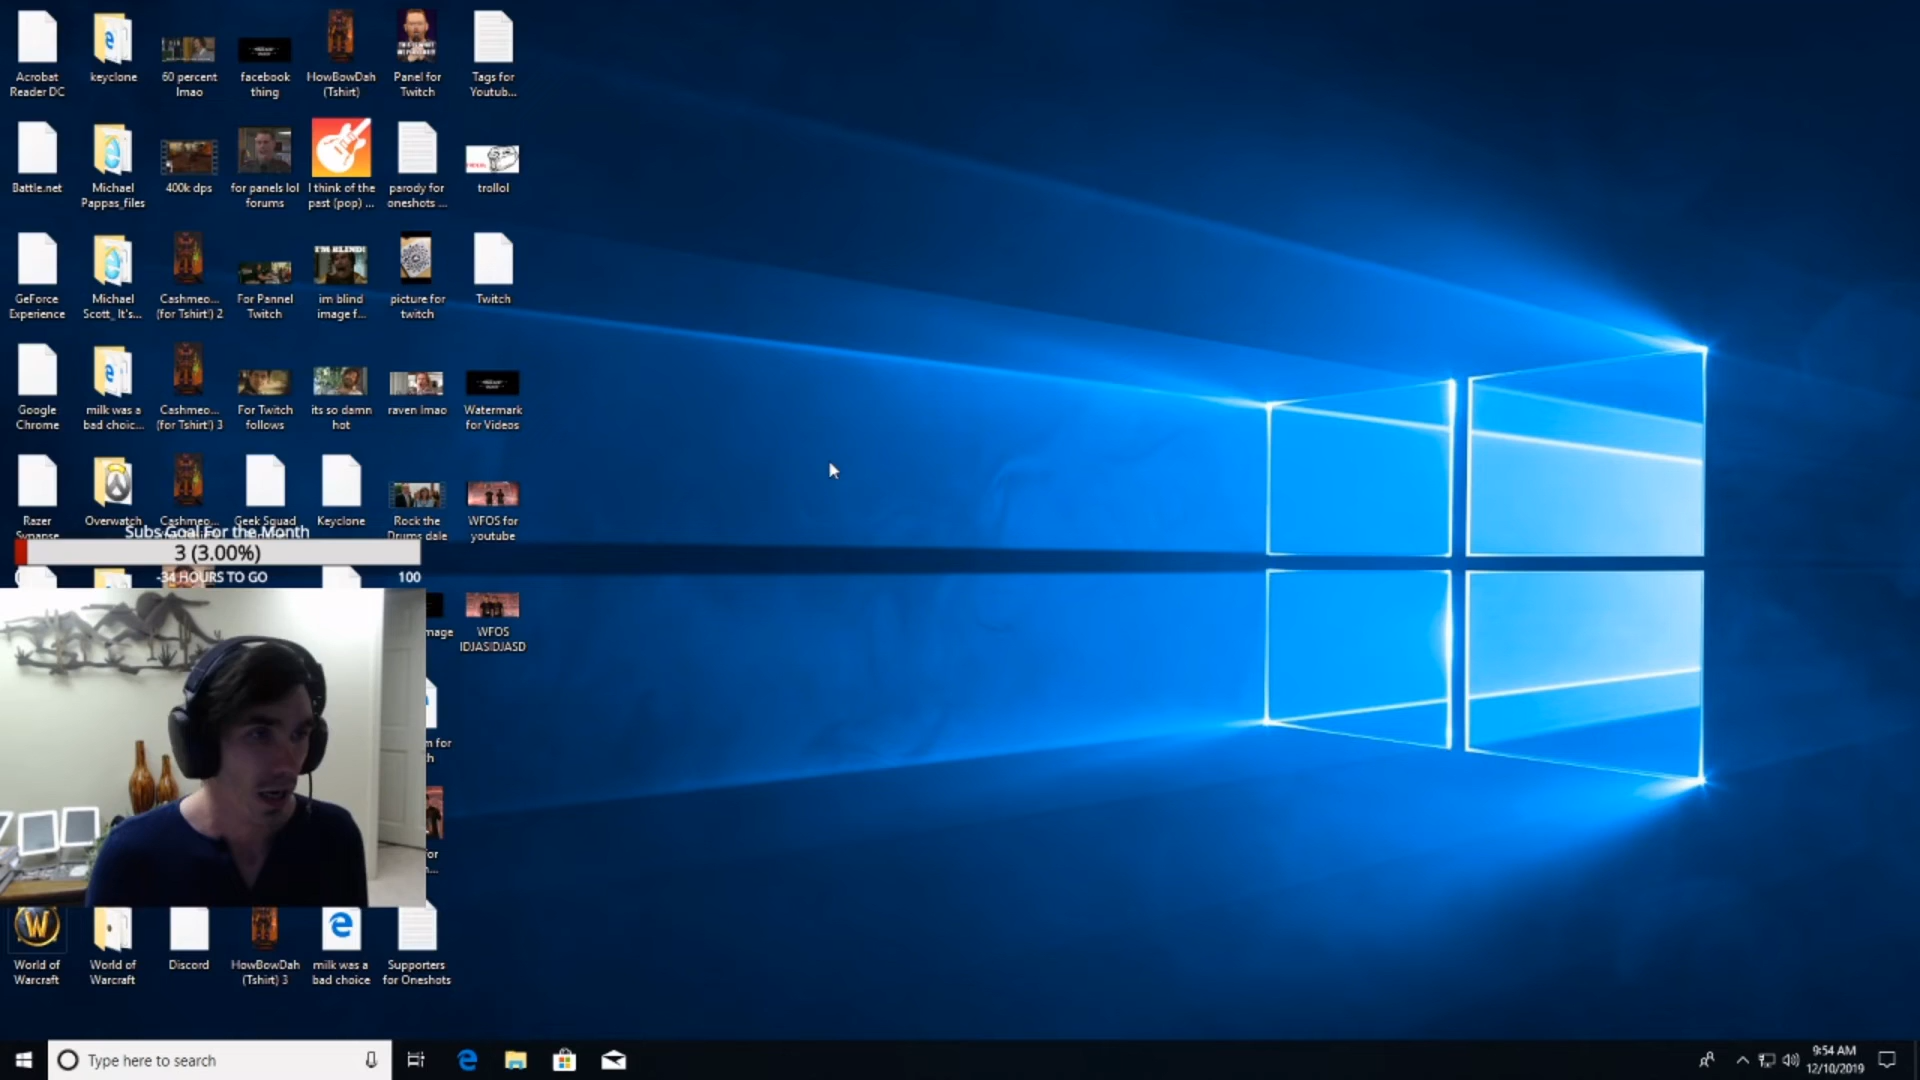 Acrobat
Reader DC
keyclone
60 percent
lmao
facebook
thing
HowBowDah
(Tshirt)
Panel for
Twitch
Tags for
Youtub...
Battle.net
Michael
Pappas_files
400k dps
for panels lol
forums
I think of the
past (pop) ...
parody for
oneshots ...
trollol
GeForce
Experience
Michael
Scott_ It's...
Cashmeo...
(for Tshirt') 2
For Pannel
Twitch
I'M BLIND!
im blind
image f...
picture for
twitch
Twitch
Google
Chrome
milk was a
bad choic...
Cashmeo...
(for Tshirt') 3
For Twitch
follows
its so damn
hot
raven lmao
Watermark
for Videos
Razer
Synapse
Overwatch
Cashmeo...
Geek Squad
Keyclone
Rock the
Drums dale
WFOS for
youtube
Subs Goal For the Month
3 (3.00%)
-34 HOURS TO GO
100
mage
WFOS
IDJASIDJASD
m for
or
World of
Warcraft
World of
Warcraft
Discord
HowBowDah
(Tshirt) 3
milk was a
bad choice
Supporters
for Oneshots
Type here to search
9:54 AM
12/10/2019